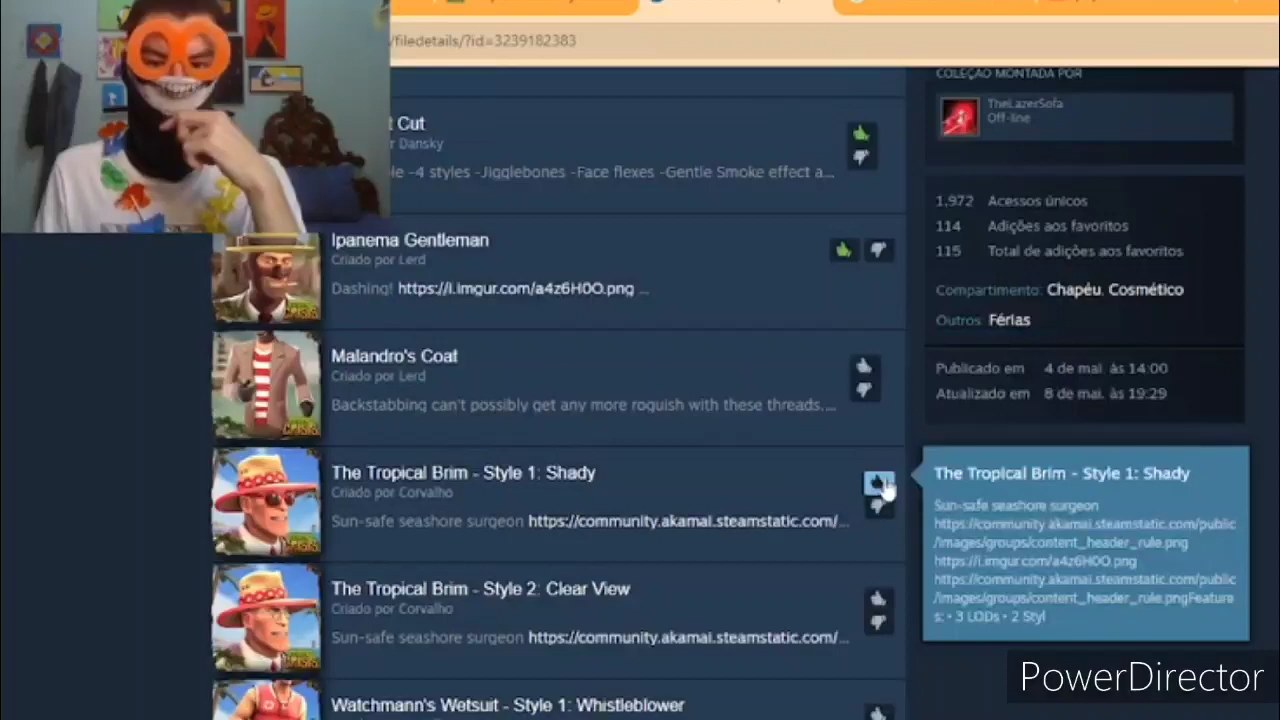 /filedetails/?id=3239182383
COLEÇÃO MONTADA POR
TheLazerSofa
Off-line
t Cut
r Dansky
le -4 styles -Jigglebones -Face flexes -Gentle Smoke effect a...
1,972 Acessos únicos
114 Adições aos favoritos
115 Total de adições aos favoritos
Compartimento: Chapéu, Cosmético
Outros: Férias
Publicado em 4 de mai. às 14:00
Atualizado em 8 de mai. às 19:29
Ipanema Gentleman
Criado por Lerd
Dashing! https://i.imgur.com/a4z6H0O.png ...
Malandro's Coat
Criado por Lerd
Backstabbing can't possibly get any more roguish with these threads....
The Tropical Brim - Style 1: Shady
Criado por Corvalho
Sun-safe seashore surgeon https://community.akamai.steamstatic.com/...
The Tropical Brim - Style 1: Shady
Sun-safe seashore surgeon
https://community.akamai.steamstatic.com/public
/images/groups/content_header_rule.png
https://i.imgur.com/a4z6H0O.png
https://community.akamai.steamstatic.com/public
/images/groups/content_header_rule.pngFeature
s: • 3 LODs • 2 Styl
The Tropical Brim - Style 2: Clear View
Criado por Corvalho
Sun-safe seashore surgeon https://community.akamai.steamstatic.com/...
Watchmann's Wetsuit - Style 1: Whistleblower
PowerDirector